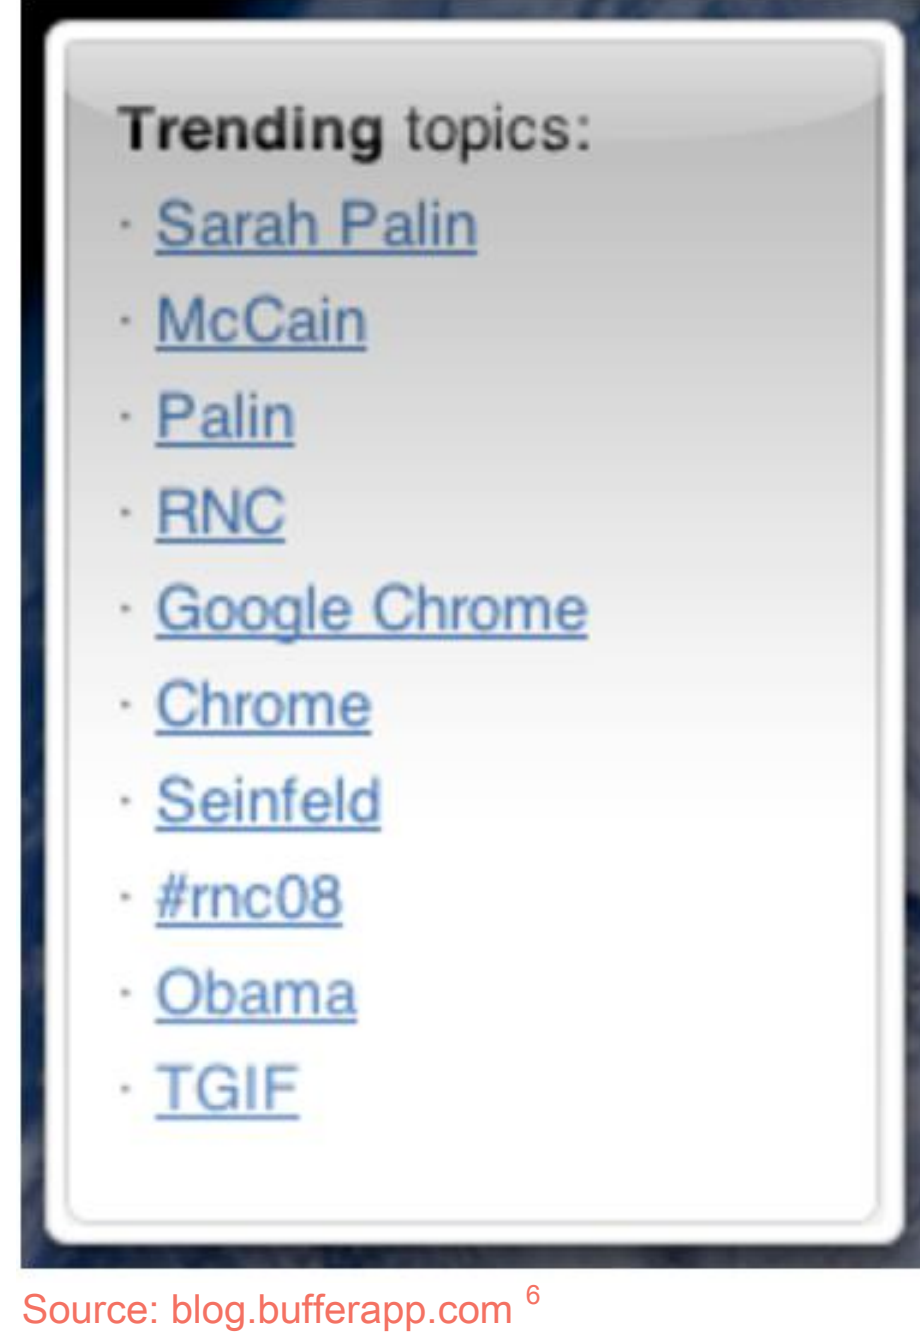 Trending topics:
· Sarah Palin
· McCain
· Palin
· RNC
· Google Chrome
· Chrome
· Seinfeld
· #rnc08
· Obama
· TGIF
Source: blog.bufferapp.com 6